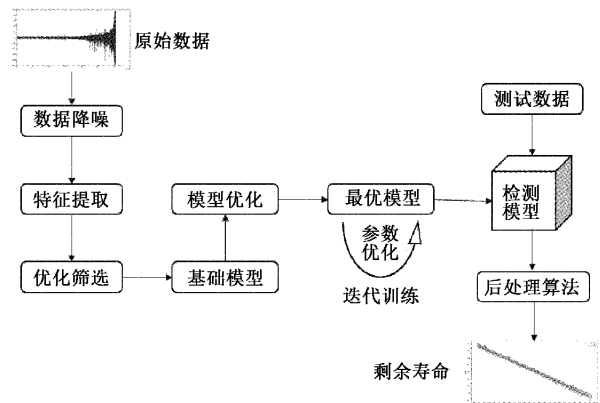 原始数据
数据降噪
特征提取
优化筛选
基础模型
模型优化
最优模型
参数
优化
迭代训练
测试数据
检测
模型
后处理算法
剩余寿命